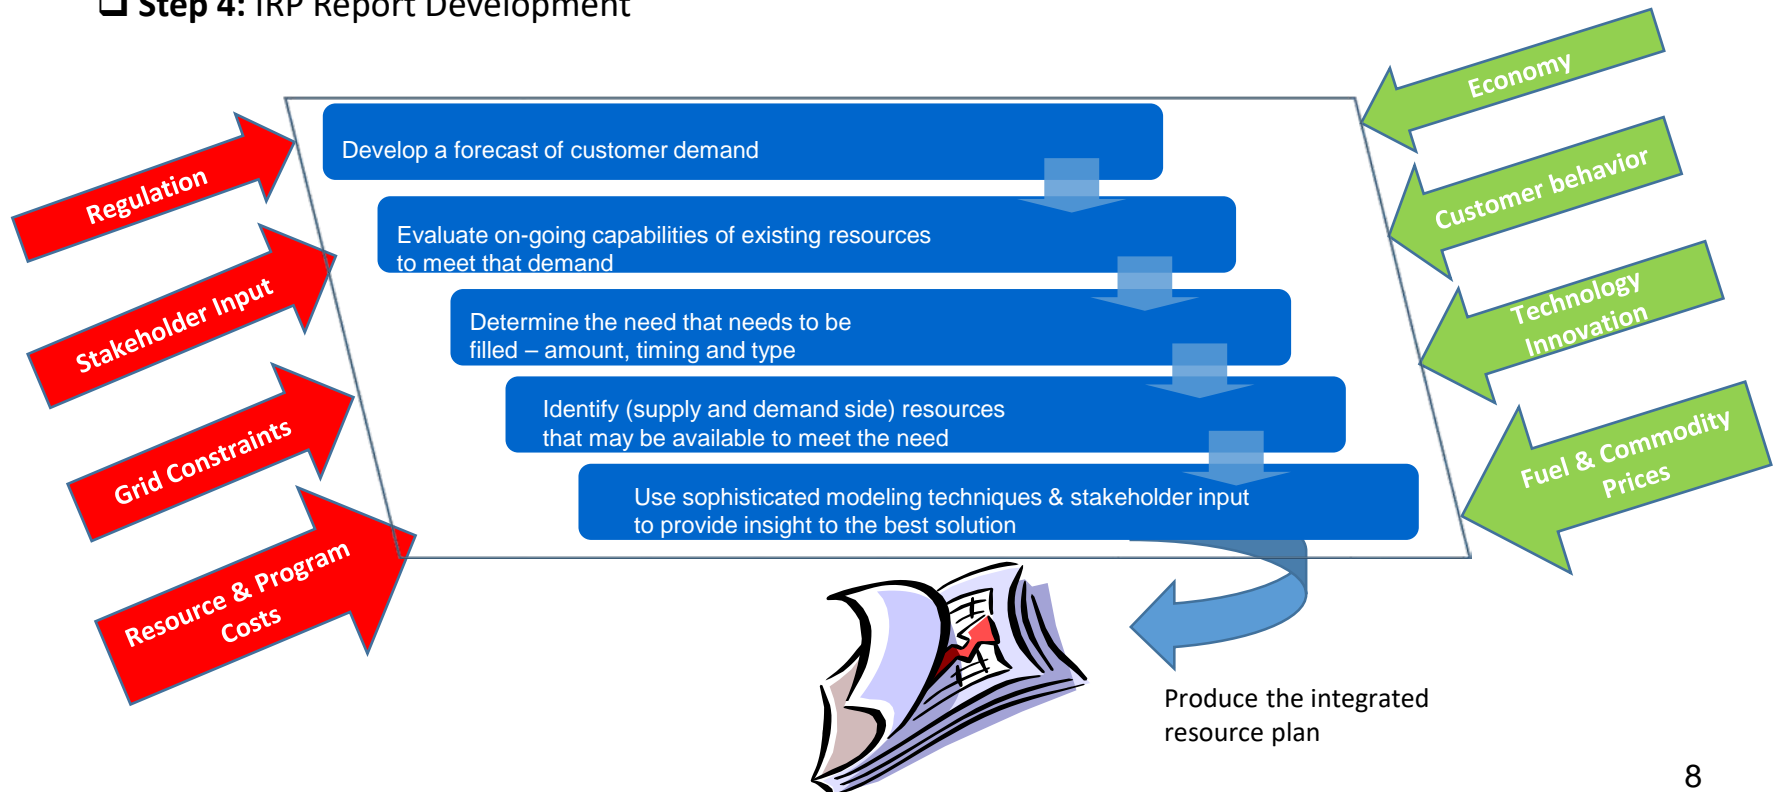 ❑ Step 4: IRP Report Development
Economy
Regulation
Develop a forecast of customer demand
Customer behavior
Stakeholder Input
Evaluate on-going capabilities of existing resources
to meet that demand
Technology
Innovation
Determine the need that needs to be
filled – amount, timing and type
Grid Constraints
Identify (supply and demand side) resources
that may be available to meet the need
Fuel & Commodity
Prices
Use sophisticated modeling techniques & stakeholder input
to provide insight to the best solution
Resource & Program
Costs
Produce the integrated
resource plan
8